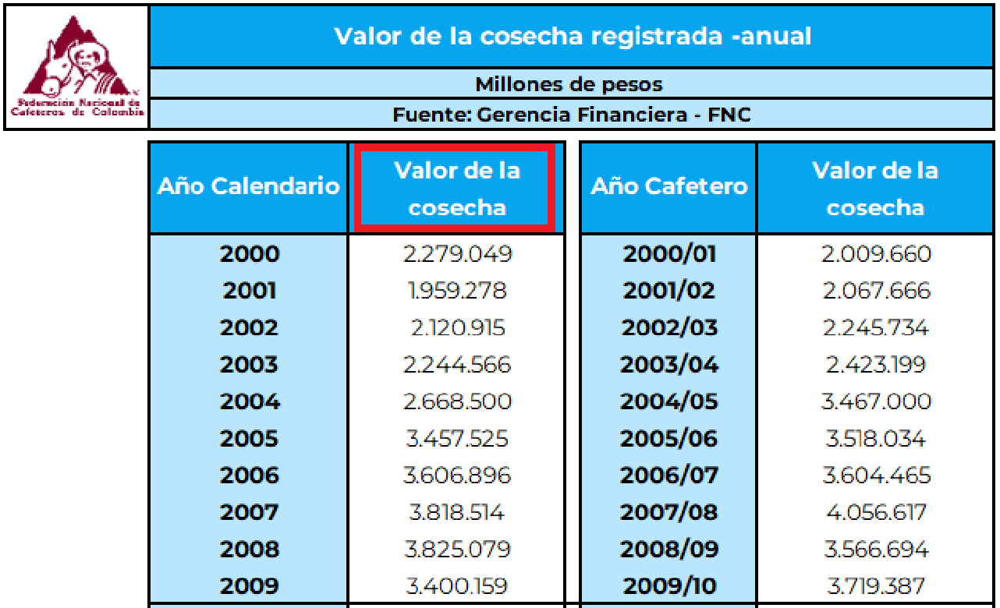 Federación Nacional de
Cafeteros de Colombia
Valor de la cosecha registrada -anual
Millones de pesos
Fuente: Gerencia Financiera - FNC
Año Calendario Valor de la cosecha Año Cafetero Valor de la cosecha
2000 2.279.049 2000/01 2.009.660
2001 1.959.278 2001/02 2.067.666
2002 2.120.915 2002/03 2.245.734
2003 2.244.566 2003/04 2.423.199
2004 2.668.500 2004/05 3.467.000
2005 3.457.525 2005/06 3.518.034
2006 3.606.896 2006/07 3.604.465
2007 3.818.514 2007/08 4.056.617
2008 3.825.079 2008/09 3.566.694
2009 3.400.159 2009/10 3.719.387